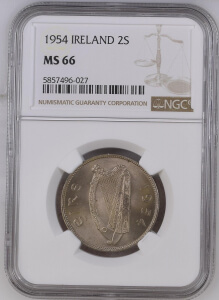 1954 IRELAND 2S
MS 66
5857496-027
NUMISMATIC GUARANTY CORPORATION
NGC